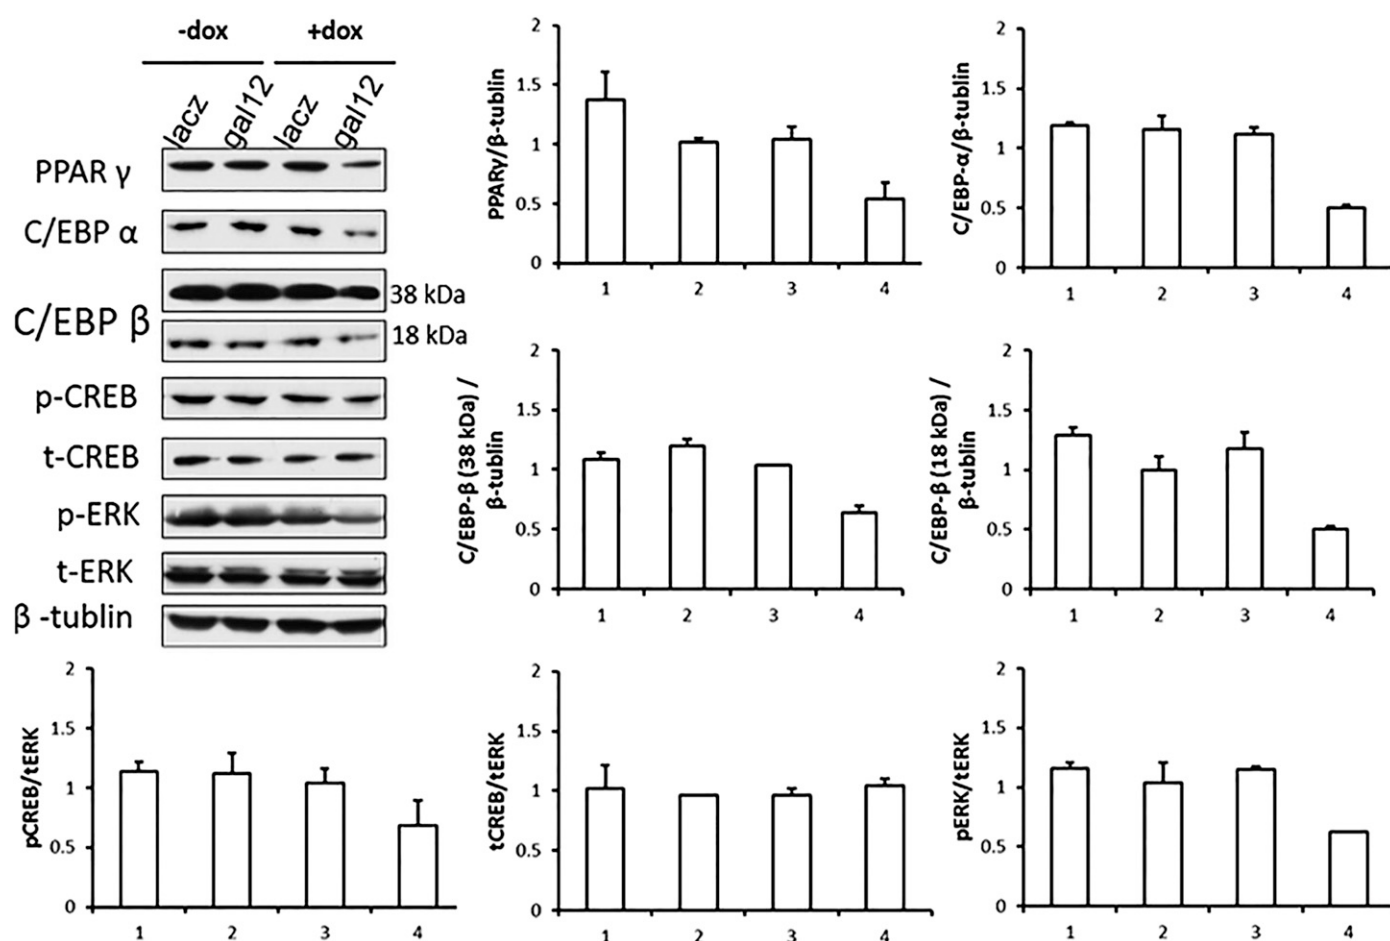 -dox +dox
lacz gal12 lacz gal12
PPAR γ
C/EBP α
C/EBP β
38 kDa
18 kDa
p-CREB
t-CREB
p-ERK
t-ERK
β -tublin
PPARγ/β-tublin
2
1.5
1
0.5
0
1 2 3 4
C/EBP-α/β-tublin
2
1.5
1
0.5
0
1 2 3 4
C/EBP-β (38 kDa) /
β-tublin
2
1.5
1
0.5
0
1 2 3 4
C/EBP-β (18 kDa) /
β-tublin
2
1.5
1
0.5
0
1 2 3 4
pCREB/tERK
2
1.5
1
0.5
0
1 2 3 4
tCREB/tERK
2
1.5
1
0.5
0
1 2 3 4
pERK/tERK
2
1.5
1
0.5
0
1 2 3 4